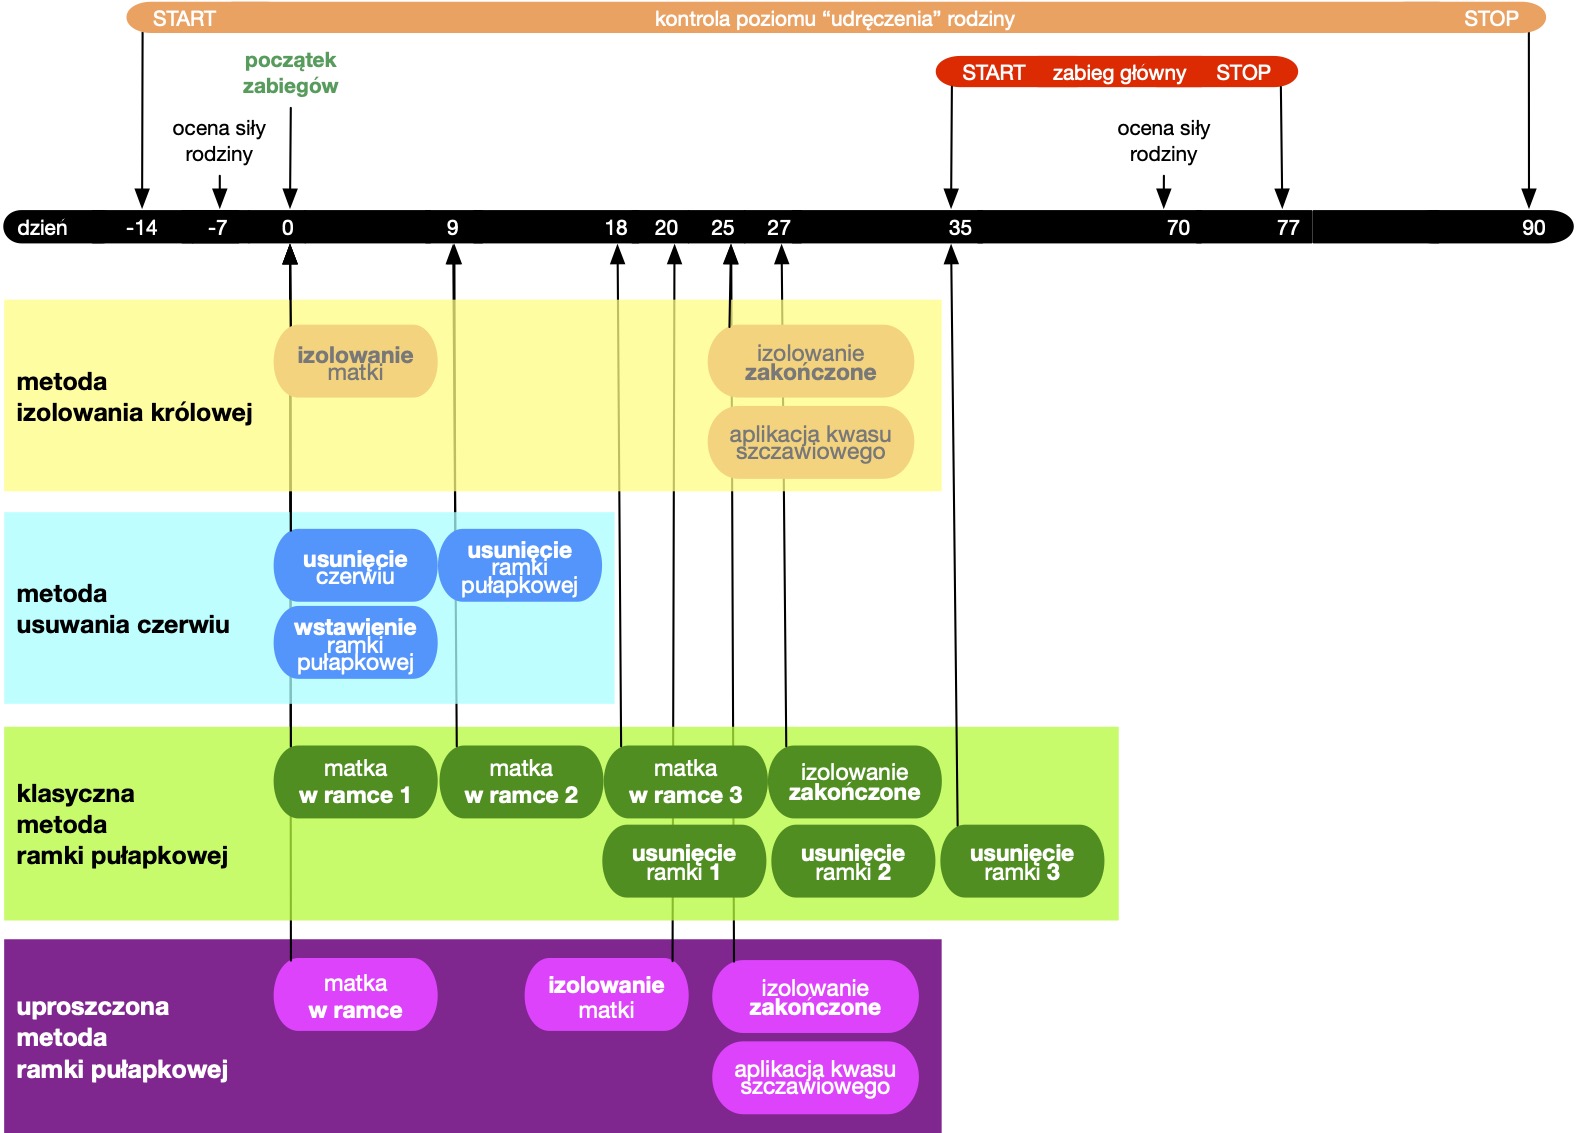 START kontrola poziomu “udręczenia” rodziny STOP
początek
zabiegów
START zabieg główny STOP
ocena siły
rodziny
ocena siły
rodziny
dzień -14 -7 0 9 18 20 25 27 35 70 77 90
metoda
izolowania królowej
izolowanie
matki
izolowanie
zakończone
aplikacją kwasu
szczawiowego
metoda
usuwania czerwiu
usunięcie
czerwiu
usunięcie
ramki
pułapkowej
wstawienie
ramki
pułapkowej
klasyczna
metoda
ramki pułapkowej
matka
w ramce 1
matka
w ramce 2
matka
w ramce 3
izolowanie
zakończone
usunięcie
ramki 1
usunięcie
ramki 2
usunięcie
ramki 3
uproszczona
metoda
ramki pułapkowej
matka
w ramce
izolowanie
matki
izolowanie
zakończone
aplikacją kwasu
szczawiowego